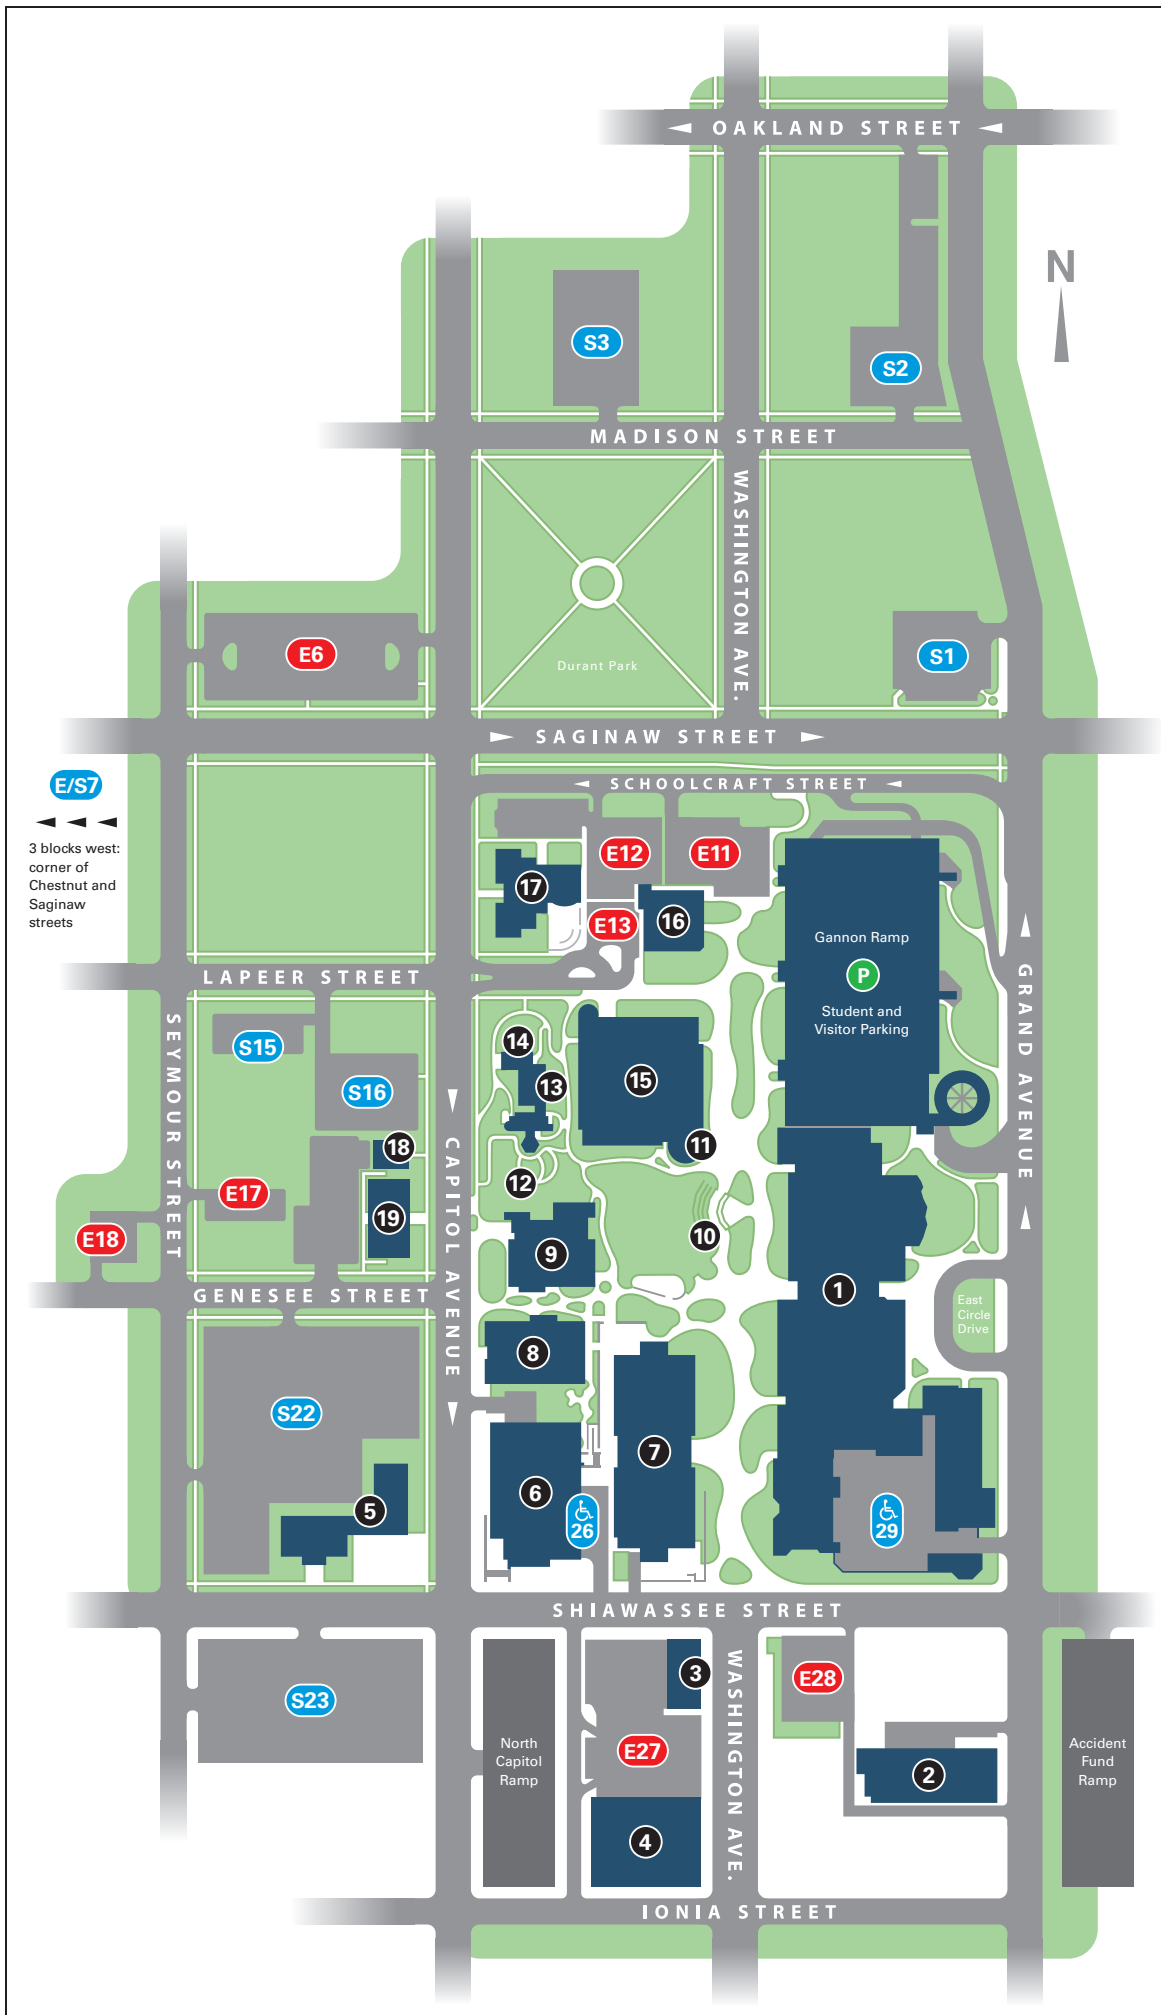 OAKLAND STREET
N
S3
S2
MADISON STREET
WASHINGTON AVE.
E6
Durant Park
S1
SAGINAW STREET
E/S7
3 blocks west:
corner of
Chestnut and
Saginaw
streets
SCHOOLCRAFT STREET
E12
E11
17
E13
16
Gannon Ramp
P
Student and
Visitor Parking
LAPEER STREET
GRAND AVENUE
SEYMOUR STREET
S15
14
13
15
S16
CAPITOL AVENUE
18
11
E17
12
19
E18
10
9
1
GENESEE STREET
East
Circle
Drive
8
S22
7
6
5
26
29
SHIAWASSEE STREET
WASHINGTON AVE.
3
E28
S23
North
Capitol
Ramp
E27
2
Accident
Fund
Ramp
4
IONIA STREET